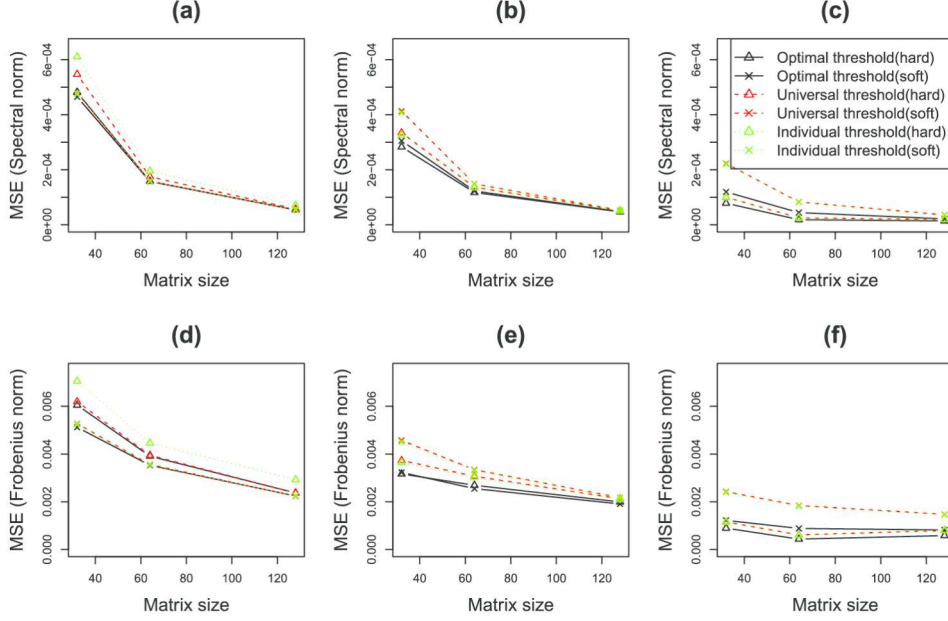 (a)
(b)
(c)
MSE (Spectral norm)
0e+00 2e-04 4e-04 6e-04
40 60 80 100 120
Matrix size
MSE (Spectral norm)
0e+00 2e-04 4e-04 6e-04
40 60 80 100 120
Matrix size
MSE (Spectral norm)
0e+00 2e-04 4e-04 6e-04
Optimal threshold(hard)
Optimal threshold(soft)
Universal threshold(hard)
Universal threshold(soft)
Individual threshold(hard)
Individual threshold(soft)
40 60 80 100 120
Matrix size
(d)
(e)
(f)
MSE (Frobenius norm)
0.000 0.002 0.004 0.006
40 60 80 100 120
Matrix size
MSE (Frobenius norm)
0.000 0.002 0.004 0.006
40 60 80 100 120
Matrix size
MSE (Frobenius norm)
0.000 0.002 0.004 0.006
40 60 80 100 120
Matrix size